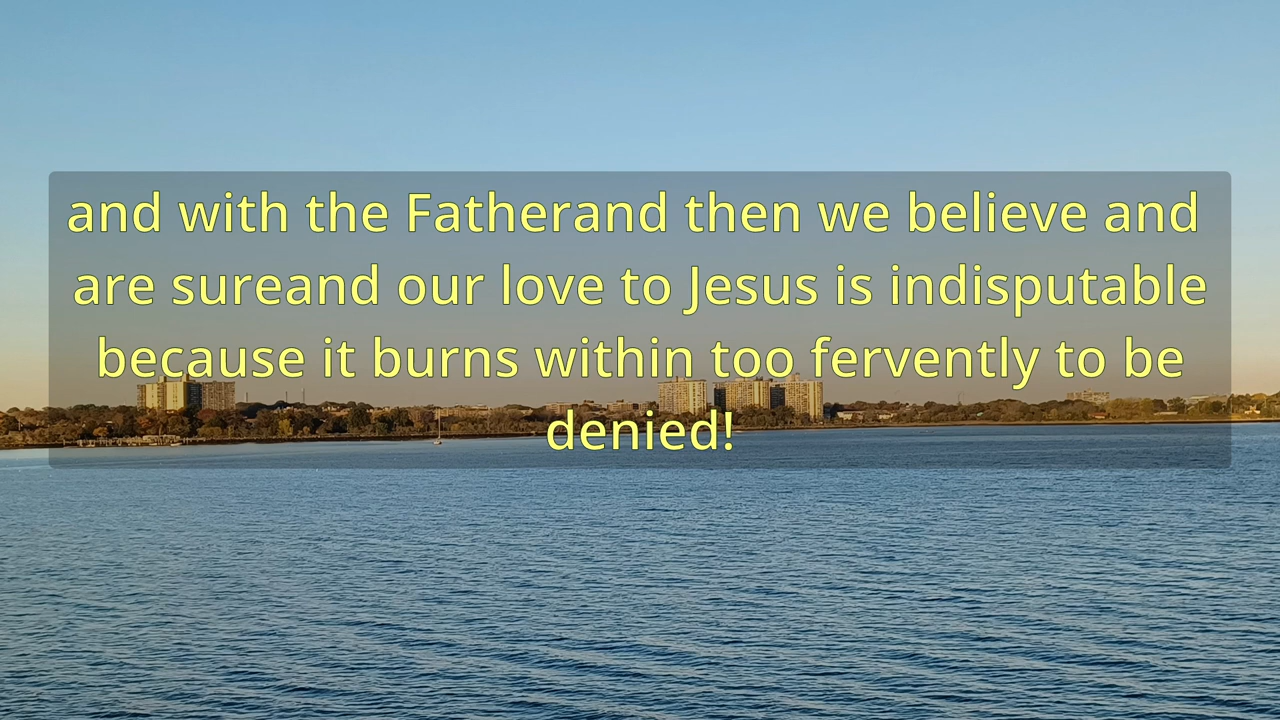 and with the Fatherand then we believe and
are sureand our love to Jesus is indisputable
because it burns within too fervently to be
denied!